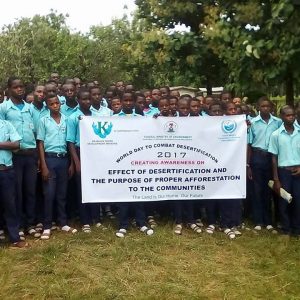 WORLD DAY TO COMBAT DESERTIFICATION
2017
CREATING AWARENESS ON
EFFECT OF DESERTIFICATION AND
THE PURPOSE OF PROPER AFFORESTATION
TO THE COMMUNITIES
The Land is Our Home, Our Future